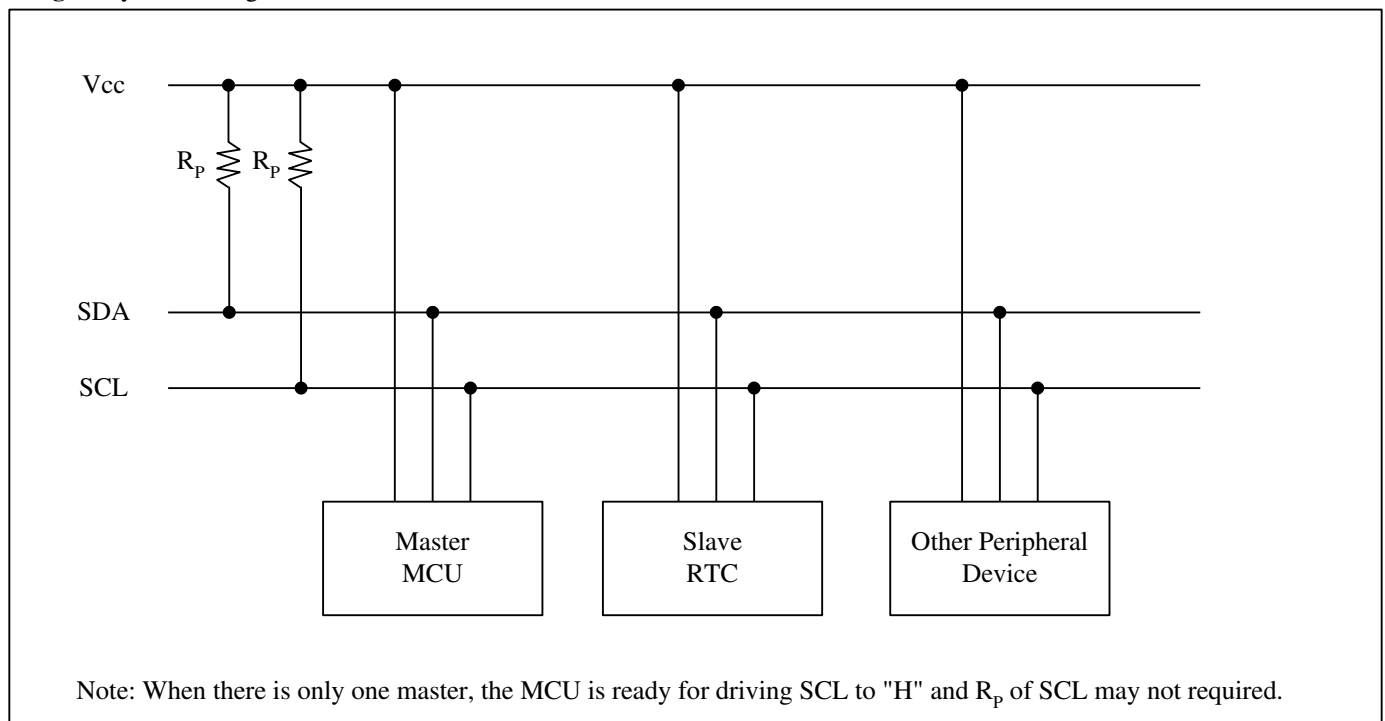 Vcc
R_P R_P
SDA
SCL
Master
MCU
Slave
RTC
Other Peripheral
Device
Note: When there is only one master, the MCU is ready for driving SCL to "H" and R_P of SCL may not required.